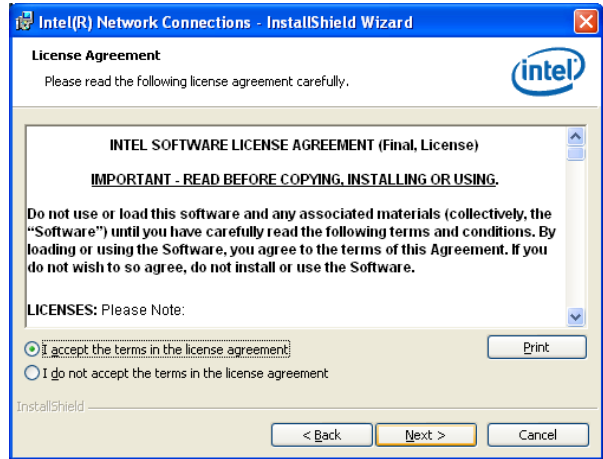 Intel(R) Network Connections - InstallShield Wizard
License Agreement
Please read the following license agreement carefully.
intel
INTEL SOFTWARE LICENSE AGREEMENT (Final, License)
IMPORTANT - READ BEFORE COPYING, INSTALLING OR USING.
Do not use or load this software and any associated materials (collectively, the
“Software”) until you have carefully read the following terms and conditions. By
loading or using the Software, you agree to the terms of this Agreement. If you
do not wish to so agree, do not install or use the Software.
LICENSES: Please Note:
I accept the terms in the license agreement
Print
I do not accept the terms in the license agreement
InstallShield
< Back
Next >
Cancel